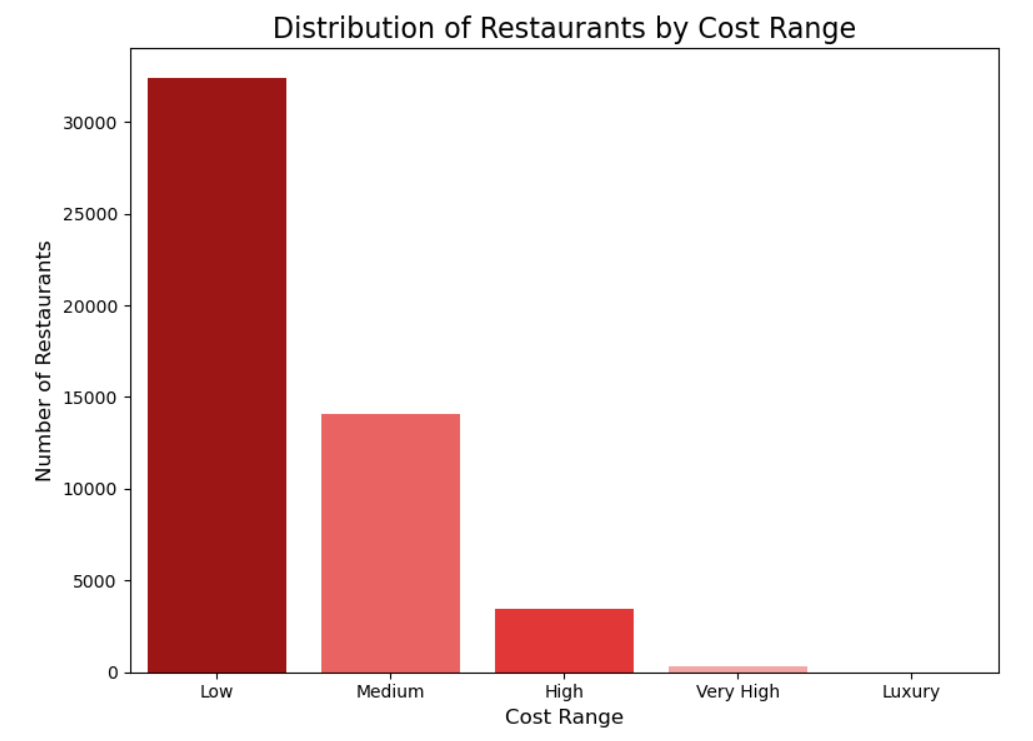 Distribution of Restaurants by Cost Range
Number of Restaurants
30000
25000
20000
15000
10000
5000
0
Low Medium High Very High Luxury
Cost Range